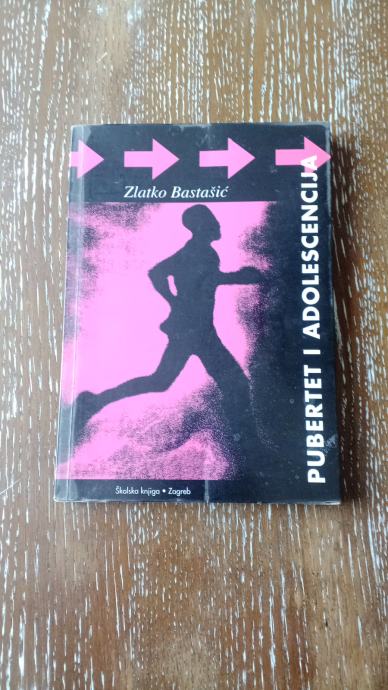 Zlatko Bastašić
PUBERTET I ADOLESCENCIJA
Školska knjiga • Zagreb